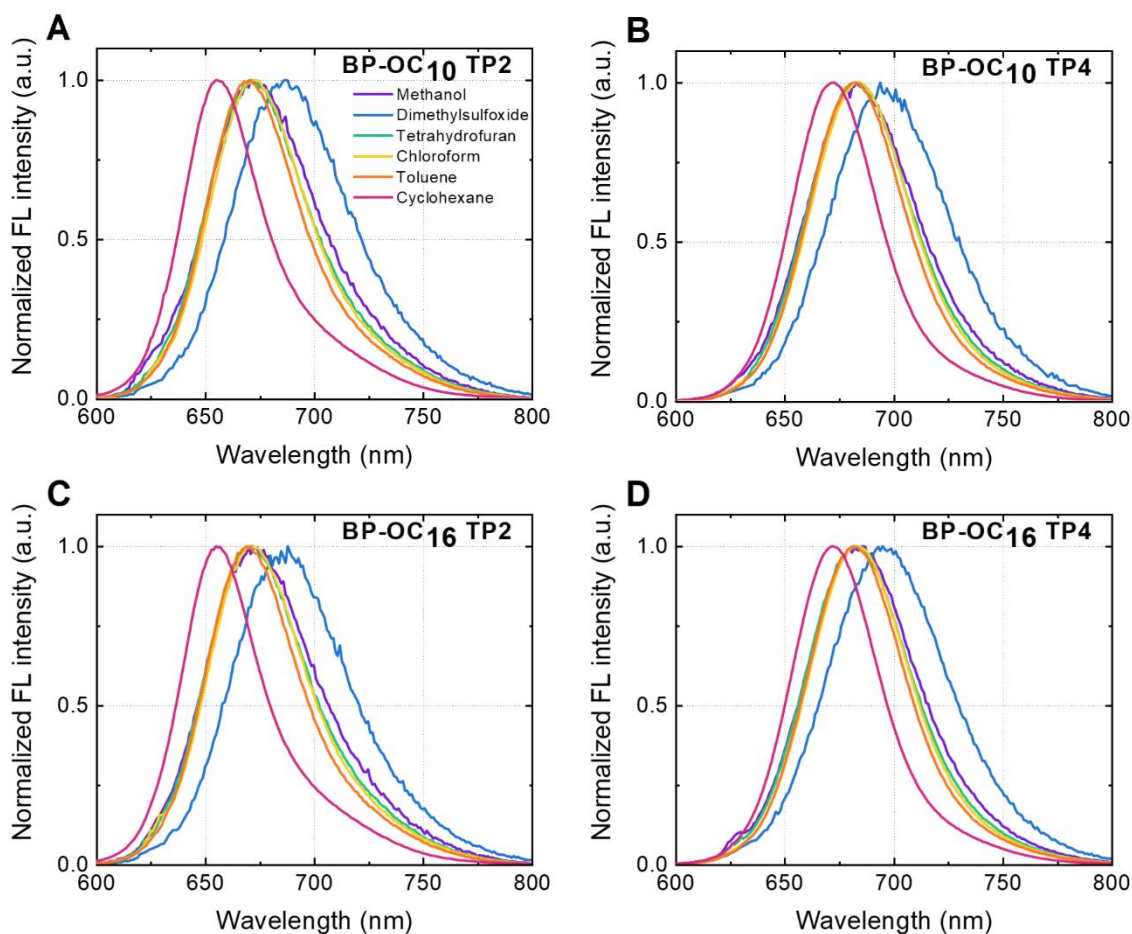 A
BP-OC10 TP2
Methanol
Dimethylsulfoxide
Tetrahydrofuran
Chloroform
Toluene
Cyclohexane
Normalized FL intensity (a.u.)
1.0
0.5
0.0
600 650 700 750 800
Wavelength (nm)
B
BP-OC10 TP4
Normalized FL intensity (a.u.)
1.0
0.5
0.0
600 650 700 750 800
Wavelength (nm)
C
BP-OC16 TP2
Normalized FL intensity (a.u.)
1.0
0.5
0.0
600 650 700 750 800
Wavelength (nm)
D
BP-OC16 TP4
Normalized FL intensity (a.u.)
1.0
0.5
0.0
600 650 700 750 800
Wavelength (nm)